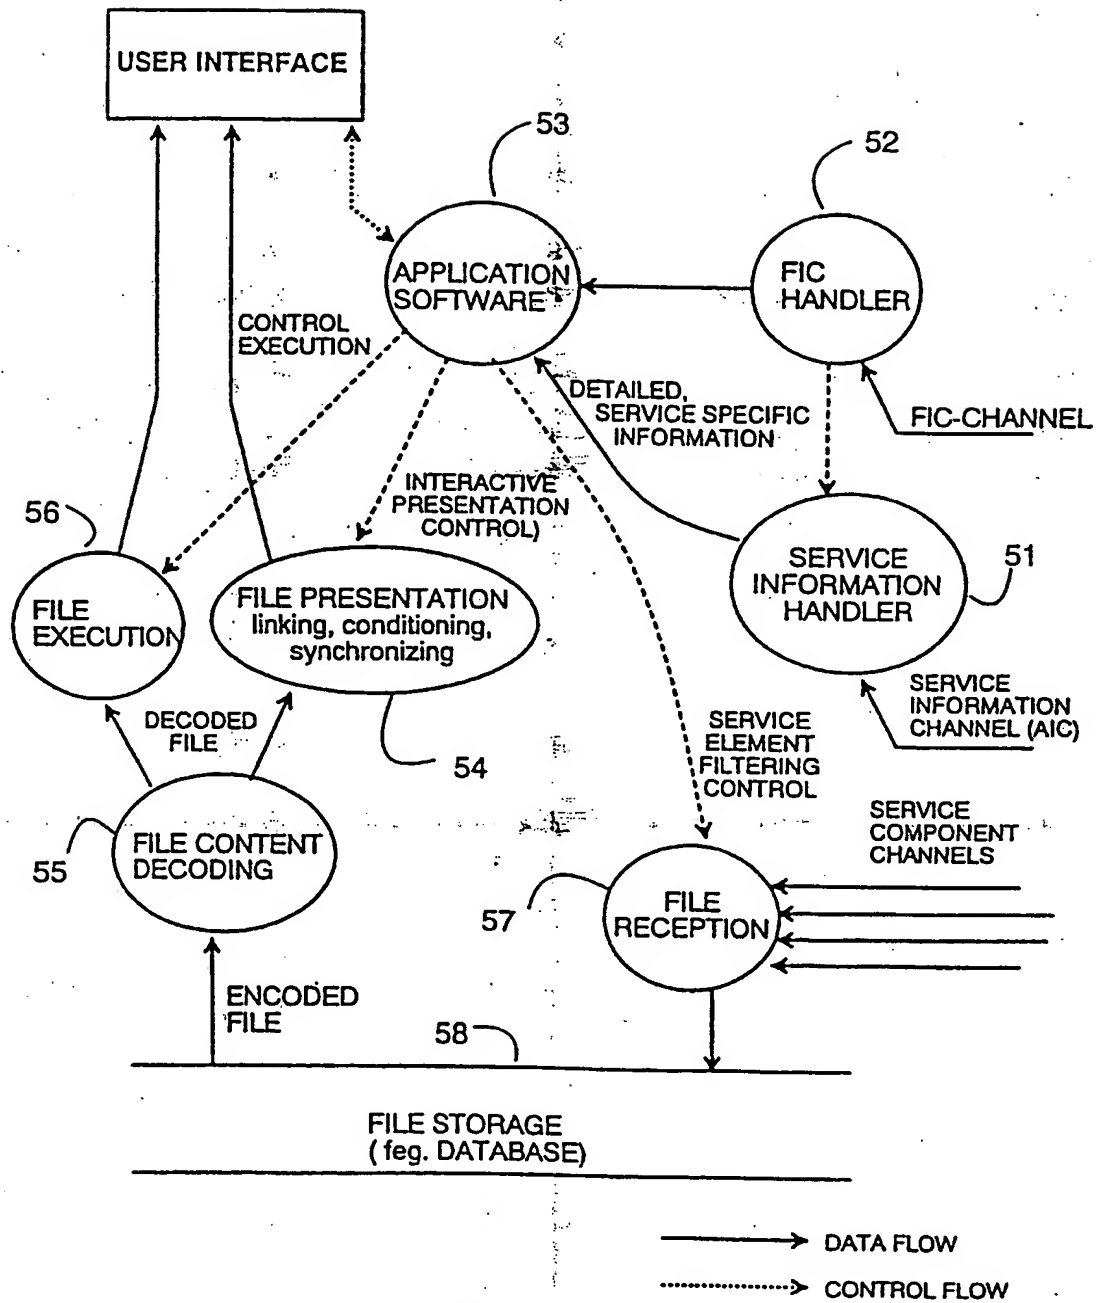 USER INTERFACE
53
52
APPLICATION
SOFTWARE
FIC
HANDLER
CONTROL
EXECUTION
DETAILED,
SERVICE SPECIFIC
INFORMATION
FIC-CHANNEL
INTERACTIVE
PRESENTATION
CONTROL)
56
51
SERVICE
INFORMATION
HANDLER
FILE
EXECUTION
FILE PRESENTATION
linking, conditioning,
synchronizing
SERVICE
INFORMATION
CHANNEL (AIC)
DECODED
FILE
54
SERVICE
ELEMENT
FILTERING
CONTROL
SERVICE
COMPONENT
CHANNELS
55
FILE CONTENT
DECODING
57
FILE
RECEPTION
ENCODED
FILE
58
FILE STORAGE
( feg. DATABASE)
DATA FLOW
CONTROL FLOW